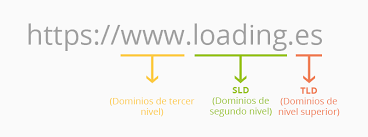 https://www.loading.es
(Dominios de tercer
nivel)
SLD
(Dominios de
segundo nivel)
TLD
(Dominios de
nivel superior)